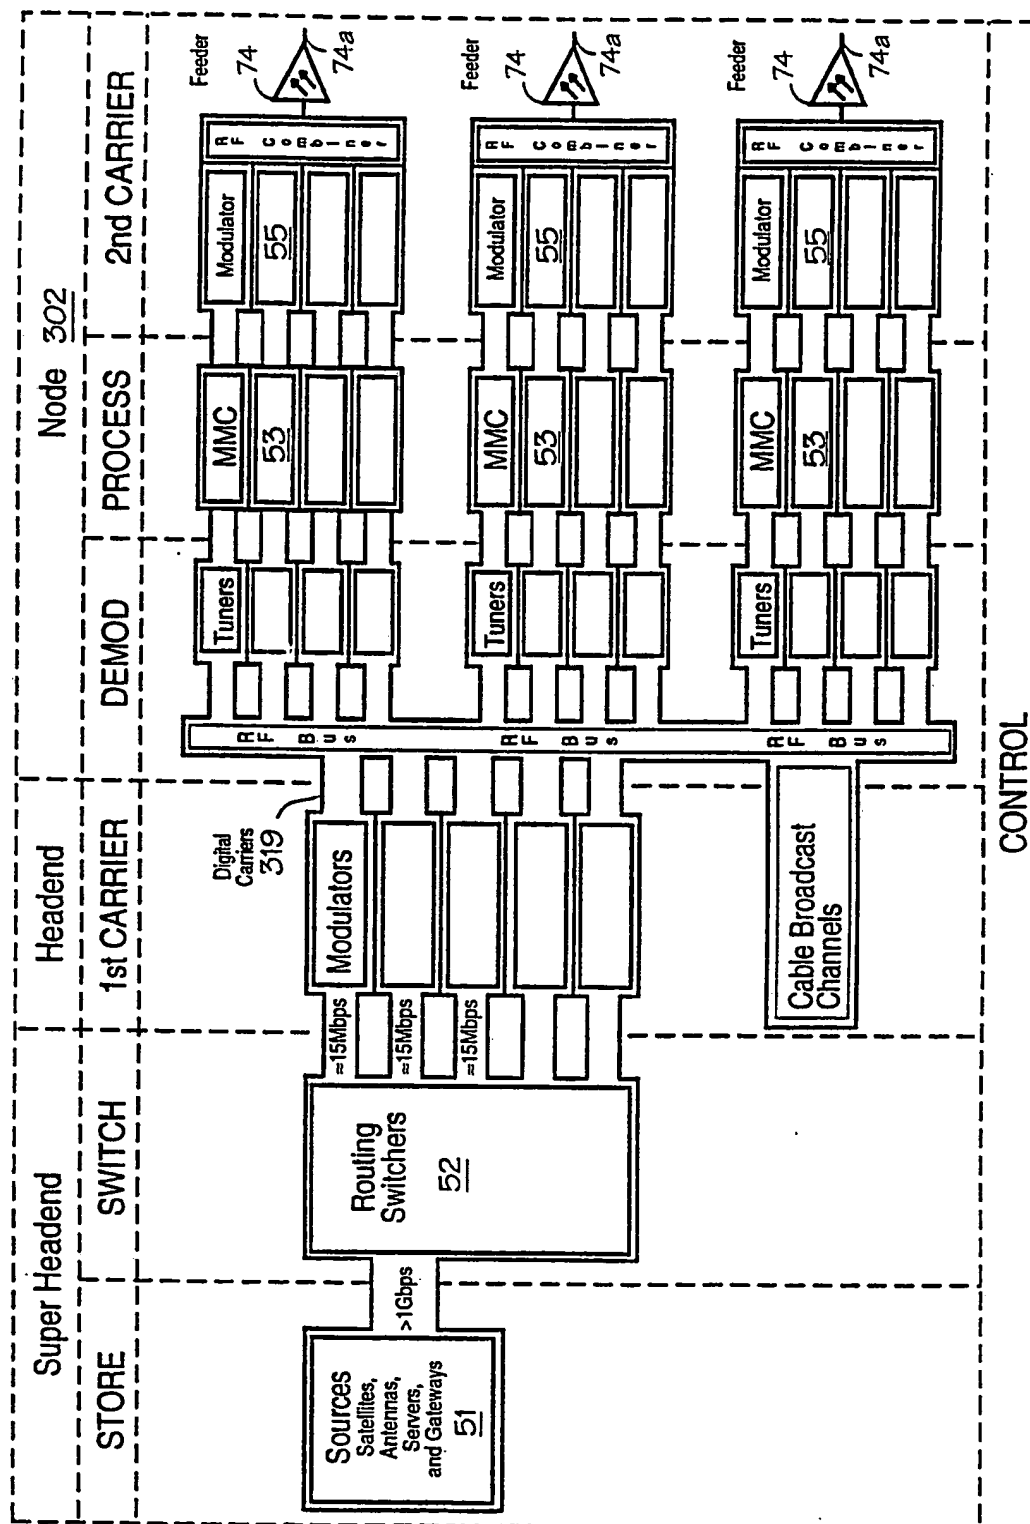 Super Headend
Headend
Node 302
STORE
SWITCH
1st CARRIER
DEMOD
PROCESS
2nd CARRIER
Sources
Satellites,
Antennas,
Servers,
and Gateways
51
>1Gbps
Routing
Switchers
52
≈15Mbps
≈15Mbps
≈15Mbps
Modulators
Digital
Carriers
319
Cable Broadcast
Channels
RF Bus
RF Bus
RF Bus
Tuners
MMC
53
Modulator
55
RF Combiner
Feeder
74
74a
Tuners
MMC
53
Modulator
55
RF Combiner
Feeder
74
74a
Tuners
MMC
53
Modulator
55
RF Combiner
Feeder
74
74a
CONTROL